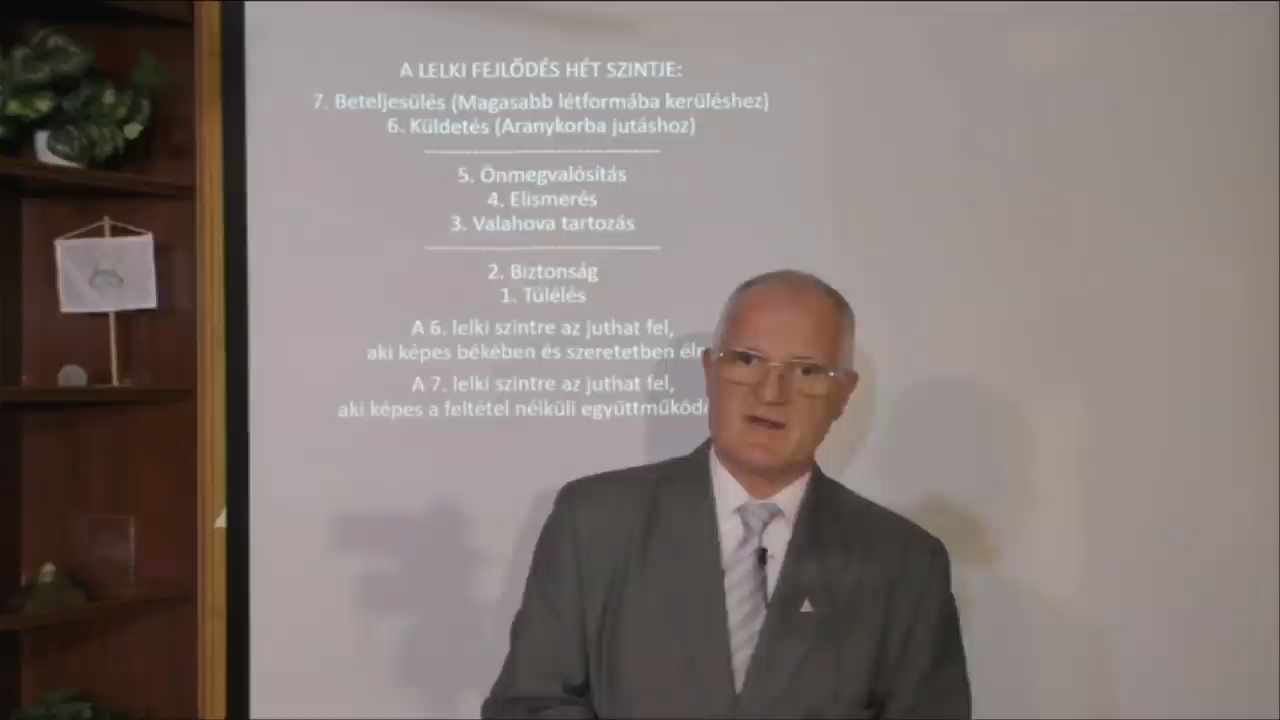 A LELKI FEJLŐDÉS HÉT SZINTJE:
7. Beteljesülés (Magasabb létformába kerüléshez)
6. Küldetés (Aranykorba jutáshoz)
5. Önmegvalósítás
4. Elismerés
3. Valahova tartozás
2. Biztonság
1. Túlélés
A 6. lelki szintre az juthat fel,
aki képes békében és szeretetben
A 7. lelki szintre az juthat fel,
aki képes a feltétel nélküli